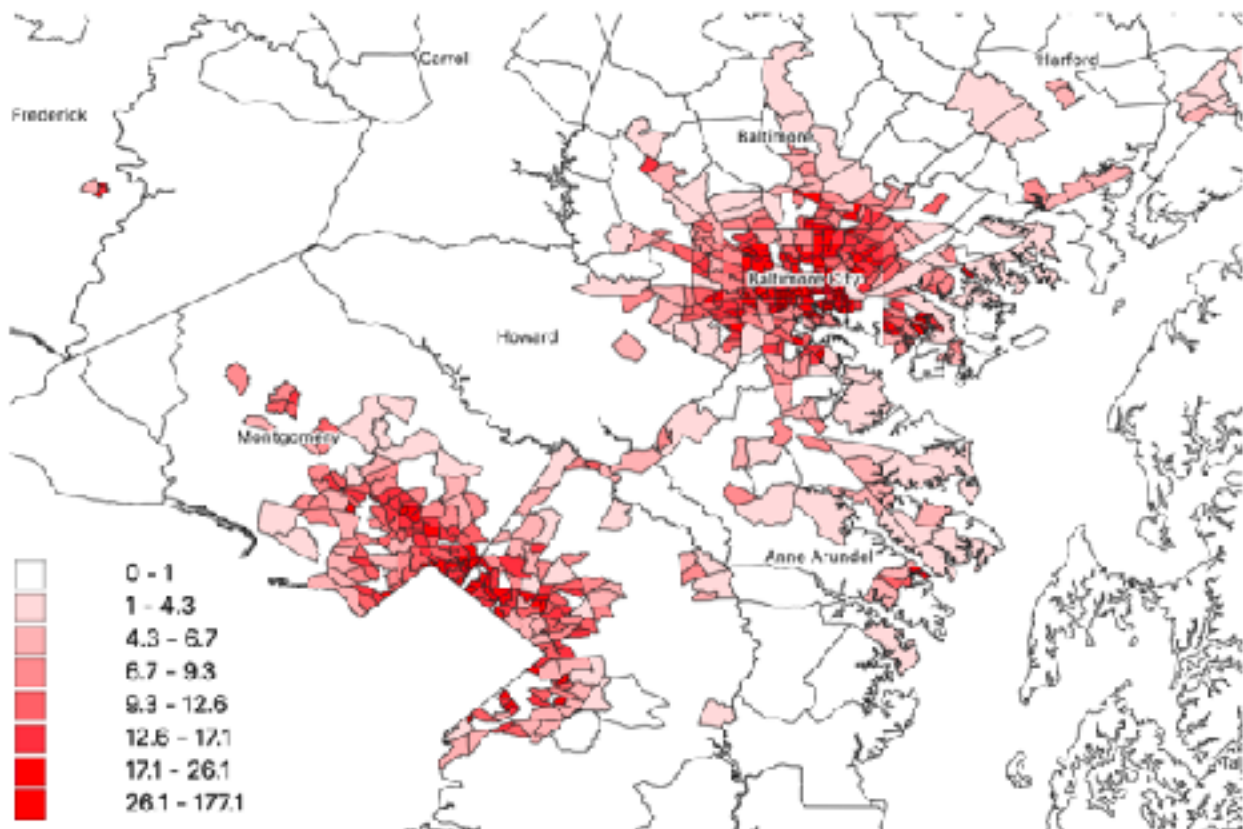 Carroll
Harford
Frederick
Baltimore
Baltimore City
Howard
Montgomery
Anne Arundel
0 - 1
1 - 4.3
4.3 - 6.7
6.7 - 9.3
9.3 - 12.6
12.6 - 17.1
17.1 - 26.1
26.1 - 177.1